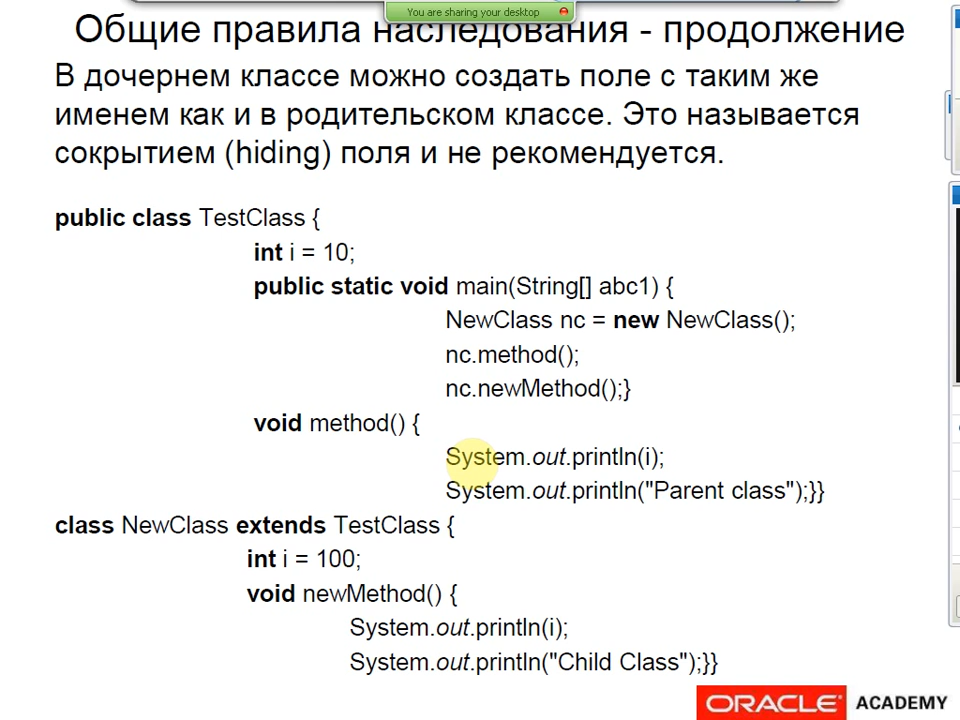 You are sharing your desktop
Общие правила наследования - продолжение
В дочернем классе можно создать поле с таким же
именем как и в родительском классе. Это называется
сокрытием (hiding) поля и не рекомендуется.
public class TestClass {
int i = 10;
public static void main(String[] abc1) {
NewClass nc = new NewClass();
nc.method();
nc.newMethod();}
void method() {
System.out.println(i);
System.out.println("Parent class");}}
class NewClass extends TestClass {
int i = 100;
void newMethod() {
System.out.println(i);
System.out.println("Child Class");}}
ORACLE ACADEMY